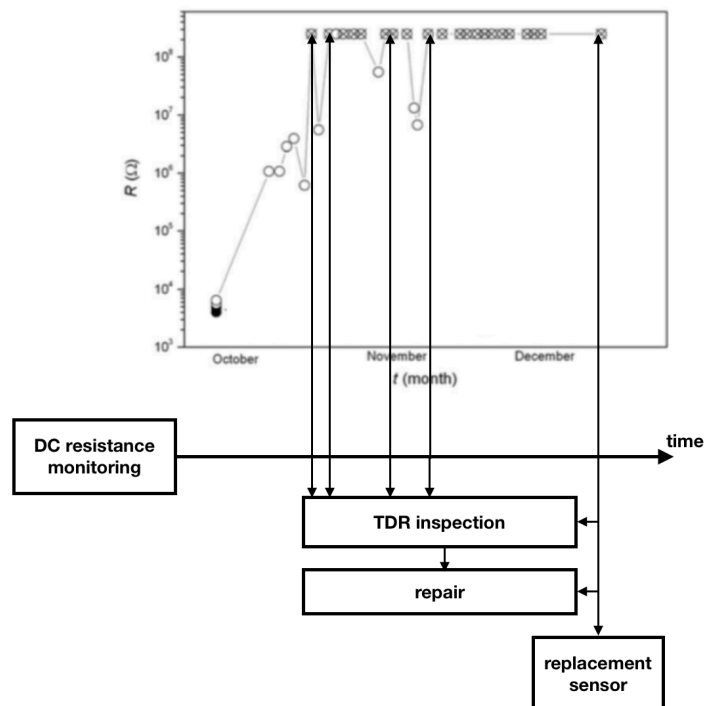 10⁸
10⁷
10⁶
10⁵
10⁴
10³
R (Ω)
October
November
December
t (month)
DC resistance
monitoring
time
TDR inspection
repair
replacement
sensor